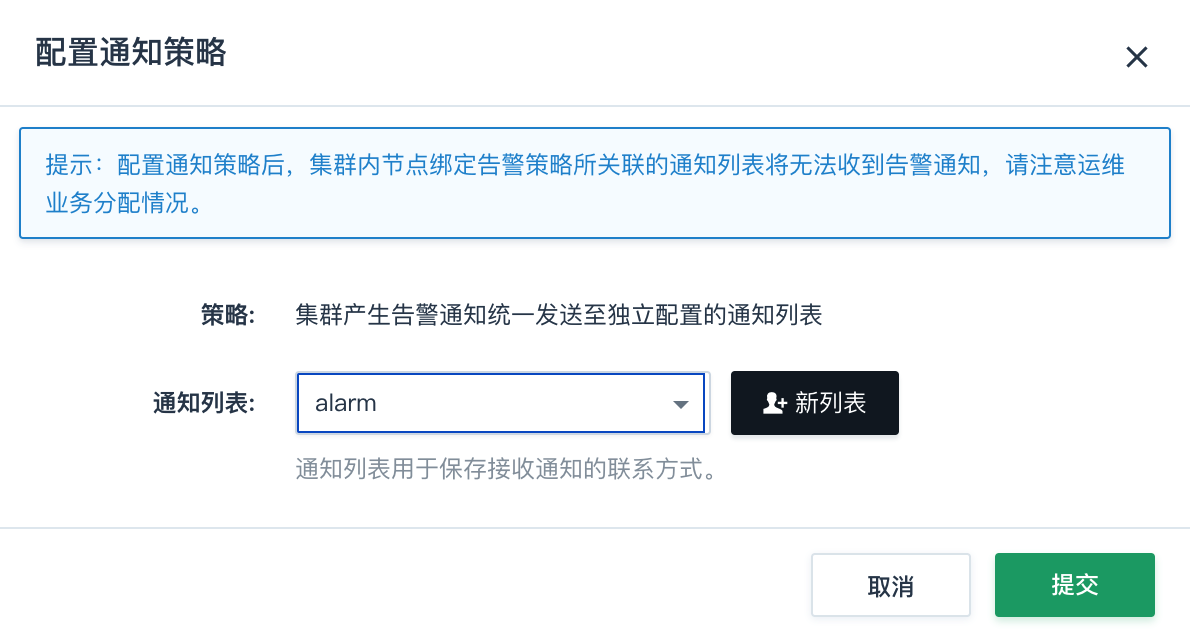 配置通知策略
提示：配置通知策略后，集群内节点绑定告警策略所关联的通知列表将无法收到告警通知，请注意运维
业务分配情况。
策略: 集群产生告警通知统一发送至独立配置的通知列表
通知列表: alarm 新列表
通知列表用于保存接收通知的联系方式。
取消 提交